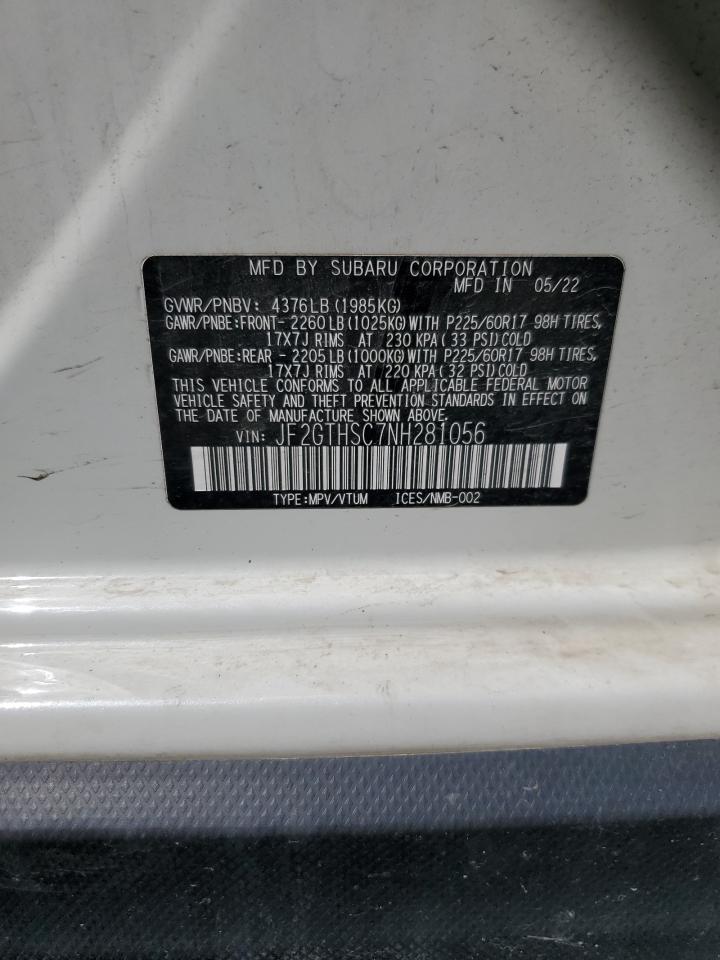 MFD BY SUBARU CORPORATION
MFD IN 05/22
GVWR/PNBV: 4376LB (1985KG)
GAWR/PNBE:FRONT- 2260LB (1025KG) WITH P225/60R17 98H TIRES,
17X7J RIMS AT 230 KPA (33 PSI) COLD
GAWR/PNBE:REAR - 2205LB (1000KG) WITH P225/60R17 98H TIRES,
17X7J RIMS AT 220 KPA (32 PSI) COLD
THIS VEHICLE CONFORMS TO ALL APPLICABLE FEDERAL MOTOR
VEHICLE SAFETY AND THEFT PREVENTION STANDARDS IN EFFECT
ON THE DATE OF MANUFACTURE SHOWN ABOVE.
VIN: JF2GTHSC7NH281056
TYPE:MPV/VTUM ICES/NMB-002